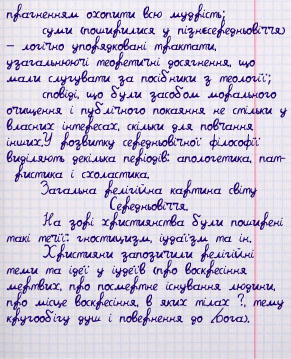 прагненням охопити всю мудрість;
суми (поширилися у пізнєсередньовіччя)
– логічно упорядковані трактати,
узагальнюючі теоретичні досягнення, що
мали слугувати за посібники з теології;
сповіді, що були засобом морального
очищення і публічного покаяння не стільки у
власних інтересах, скільки для повчання
інших.У розвитку середньовічної філософії
виділяють декілька періодів: апологетика, пат-
ристика і схоластика.
Загальна релігійна картина світу
Середньовіччя.
На зорі християнства були поширені
такі течії: гностицизм, іудаїзм та ін.
Християни запозичили релігійні
теми та ідеї у іудеїв (про воскресіння
мертвих, про посмертне існування людини,
про місце воскресіння, в яких тілах ?, тему
кругообігу душ і повернення до Бога).